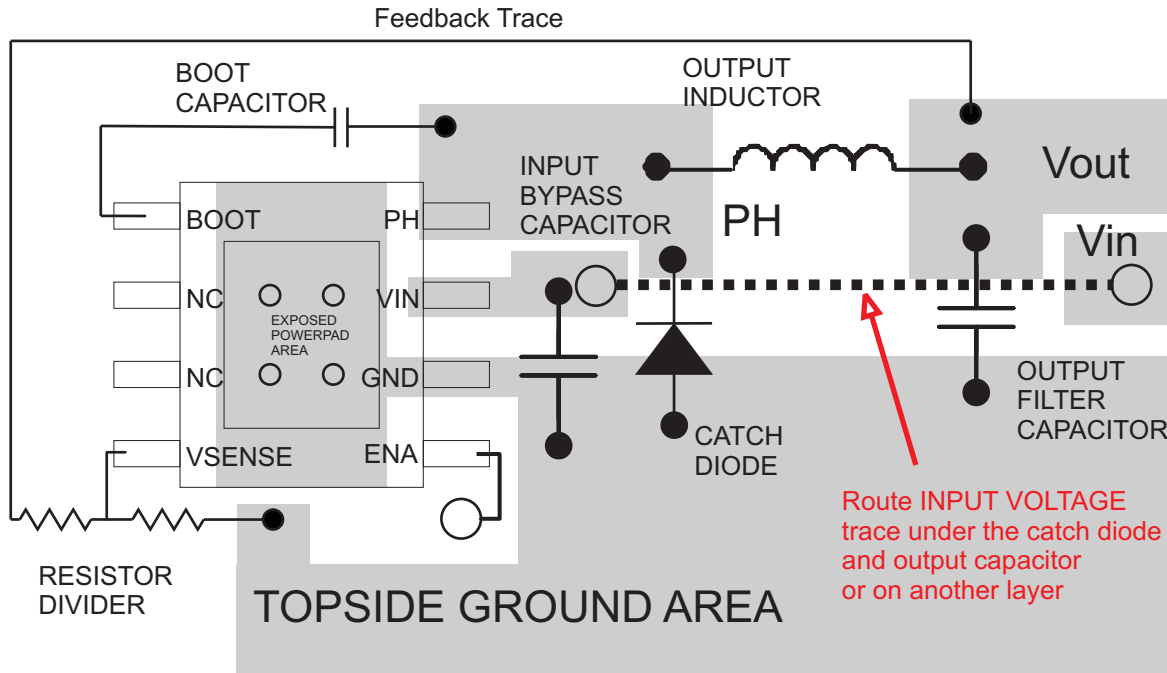 Feedback Trace
BOOT
CAPACITOR
OUTPUT
INDUCTOR
INPUT
BYPASS
CAPACITOR
Vout
PH
Vin
BOOT
PH
NC
VIN
EXPOSED
POWERPAD
AREA
NC
GND
VSENSE
ENA
CATCH
DIODE
OUTPUT
FILTER
CAPACITOR
Route INPUT VOLTAGE
trace under the catch diode
and output capacitor
or on another layer
RESISTOR
DIVIDER
TOPSIDE GROUND AREA